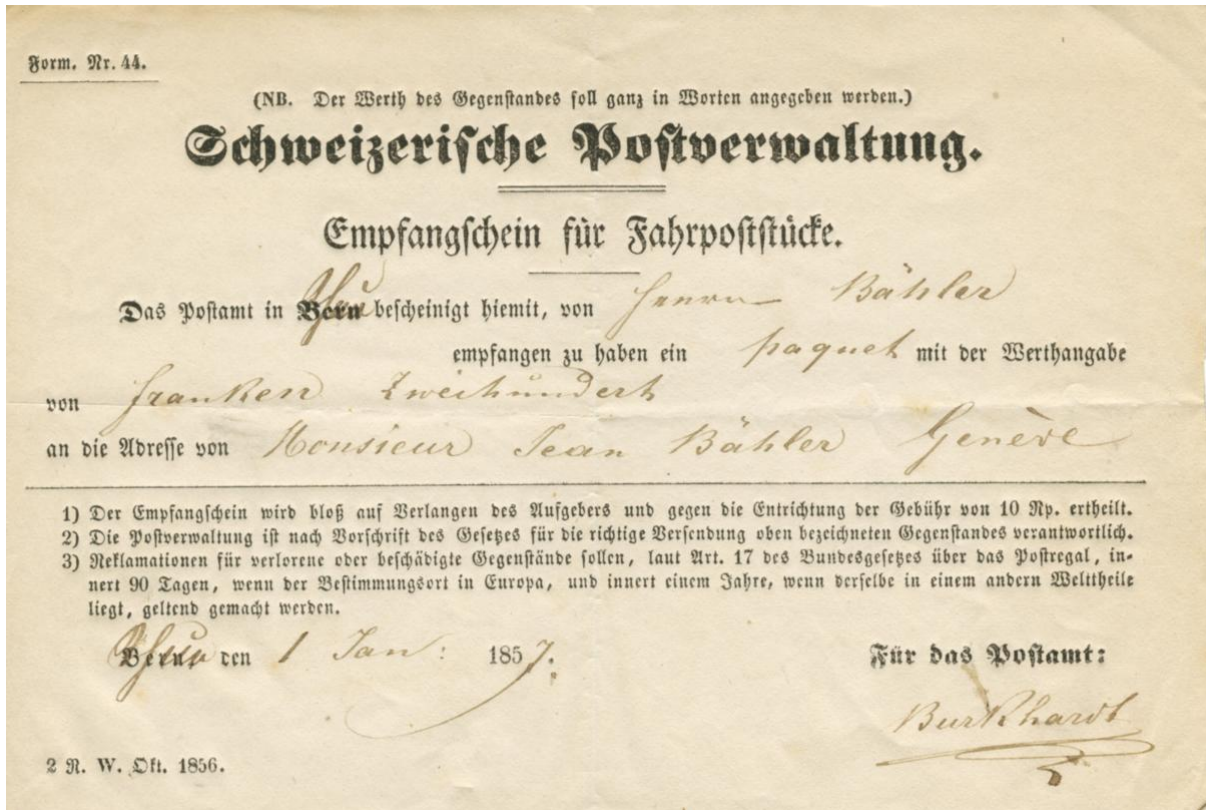 Form. Nr. 44.
(NB. Der Werth des Gegenstandes soll ganz in Worten angegeben werden.)
Schweizerische Postverwaltung.
Empfangschein für Fahrpoststücke.
Das Postamt in Bern bescheinigt hiemit, von Herrn Bähler
empfangen zu haben ein paquet mit der Werthangabe
von franken Zweihundert
an die Adresse von Monsieur Jean Bähler Genève
1) Der Empfangschein wird bloß auf Verlangen des Aufgebers und gegen die Entrichtung der Gebühr von 10 Rp. ertheilt.
2) Die Postverwaltung ist nach Vorschrift des Gesetzes für die richtige Versendung oben bezeichneten Gegenstandes verantwortlich.
3) Reklamationen für verlorene oder beschädigte Gegenstände sollen, laut Art. 17 des Bundesgesetzes über das Postregal, in-
nert 90 Tagen, wenn der Bestimmungsort in Europa, und innert einem Jahre, wenn derselbe in einem andern Welttheile
liegt, geltend gemacht werden.
Bern den 1 Jan: 1857.
Für das Postamt:
Burkhardt
2 R. W. Okt. 1856.